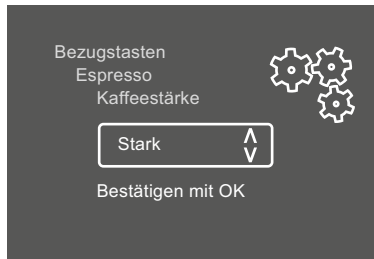 Bezugstasten
Espresso
Kaffeestärke
Stark
Bestätigen mit OK